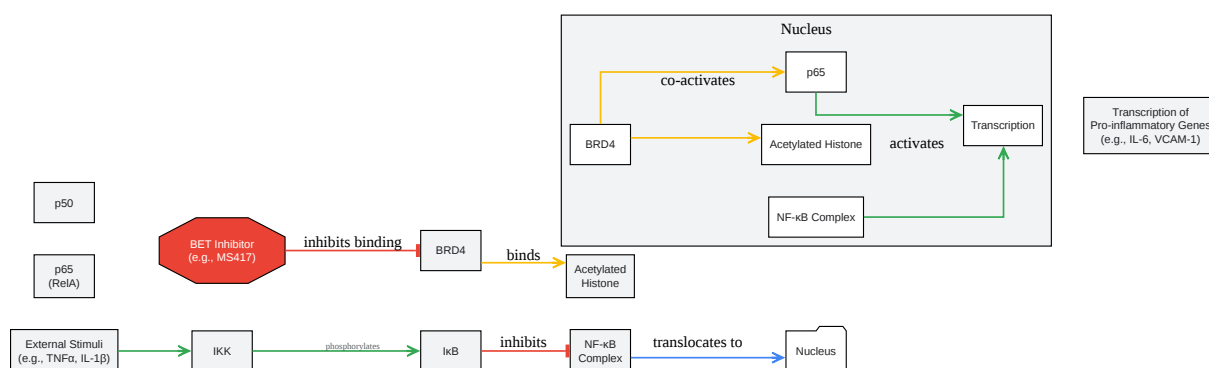 Nucleus
p65
co-activates
Transcription of
Pro-inflammatory Genes
(e.g., IL-6, VCAM-1)
Transcription
BRD4
Acetylated Histone
activates
p50
NF-κB Complex
BET Inhibitor
(e.g., MS417)
inhibits binding
BRD4
binds
Acetylated
Histone
p65
(RelA)
External Stimuli
(e.g., TNFα, IL-1β)
IKK
phosphorylates
IκB
inhibits
NF-κB
Complex
translocates to
Nucleus